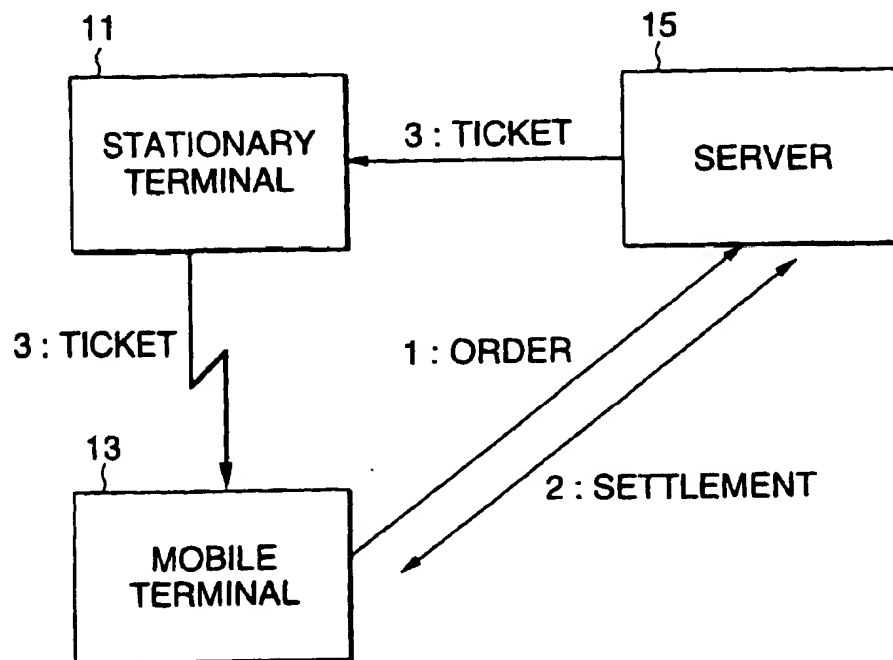 11
15
STATIONARY
TERMINAL
3 : TICKET
SERVER
3 : TICKET
1 : ORDER
13
2 : SETTLEMENT
MOBILE
TERMINAL